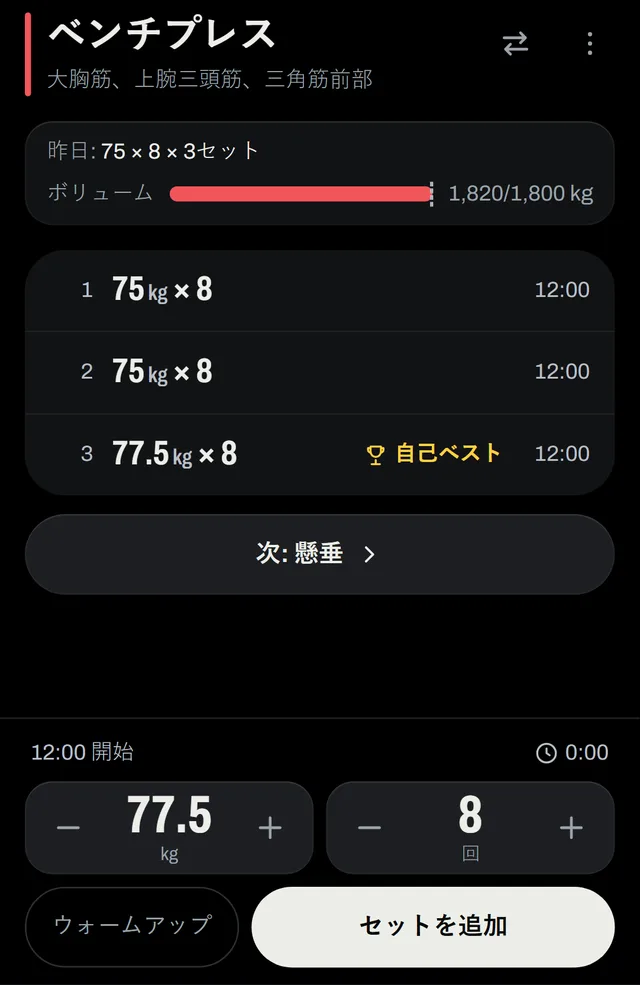 ベンチプレス
大胸筋、上腕三頭筋、三角筋前部
昨日: 75 × 8 × 3セット
ボリューム 1,820/1,800 kg
1 75 kg × 8 12:00
2 75 kg × 8 12:00
3 77.5 kg × 8 自己ベスト 12:00
次: 懸垂
12:00 開始 0:00
77.5 8
kg 回
ウォームアップ セットを追加